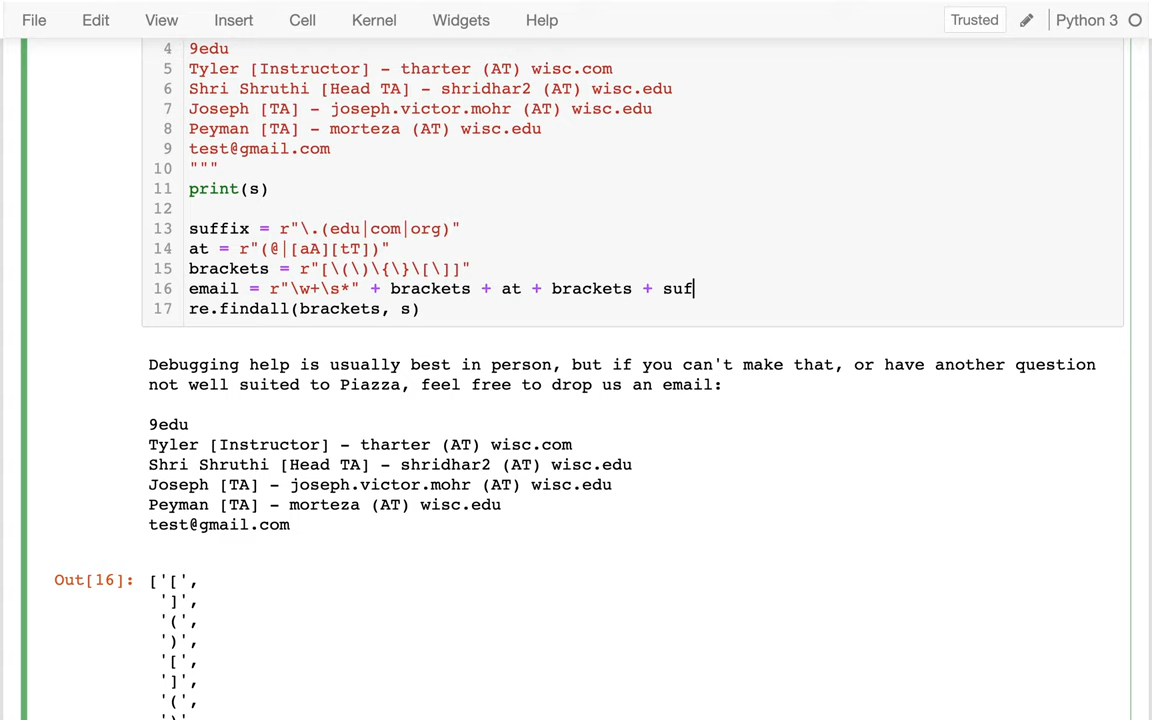 File Edit View Insert Cell Kernel Widgets Help Trusted Python 3
4 9edu
5 Tyler [Instructor] - tharter (AT) wisc.com
6 Shri Shruthi [Head TA] - shridhar2 (AT) wisc.edu
7 Joseph [TA] - joseph.victor.mohr (AT) wisc.edu
8 Peyman [TA] - morteza (AT) wisc.edu
9 test@gmail.com
10 """
11 print(s)
12
13 suffix = r"\.(edu|com|org)"
14 at = r"(@|[aA][tT])"
15 brackets = r"[\(\)\{\}\[\]]"
16 email = r"\w+\s*" + brackets + at + brackets + suf
17 re.findall(brackets, s)
Debugging help is usually best in person, but if you can't make that, or have another question
not well suited to Piazza, feel free to drop us an email:
9edu
Tyler [Instructor] - tharter (AT) wisc.com
Shri Shruthi [Head TA] - shridhar2 (AT) wisc.edu
Joseph [TA] - joseph.victor.mohr (AT) wisc.edu
Peyman [TA] - morteza (AT) wisc.edu
test@gmail.com
Out[16]: ['[',
']',
'(',
')',
'[',
']',
'(',